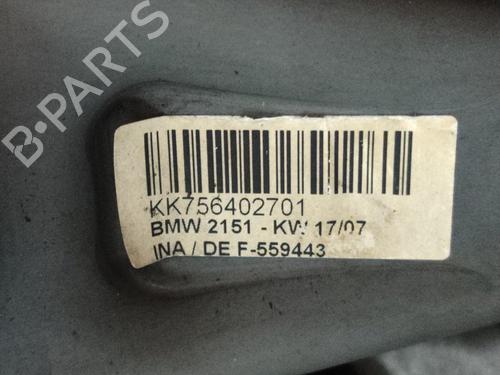 B-PARTS
KK756402701
BMW 2151 - KW 17/07
INA / DE F-559443